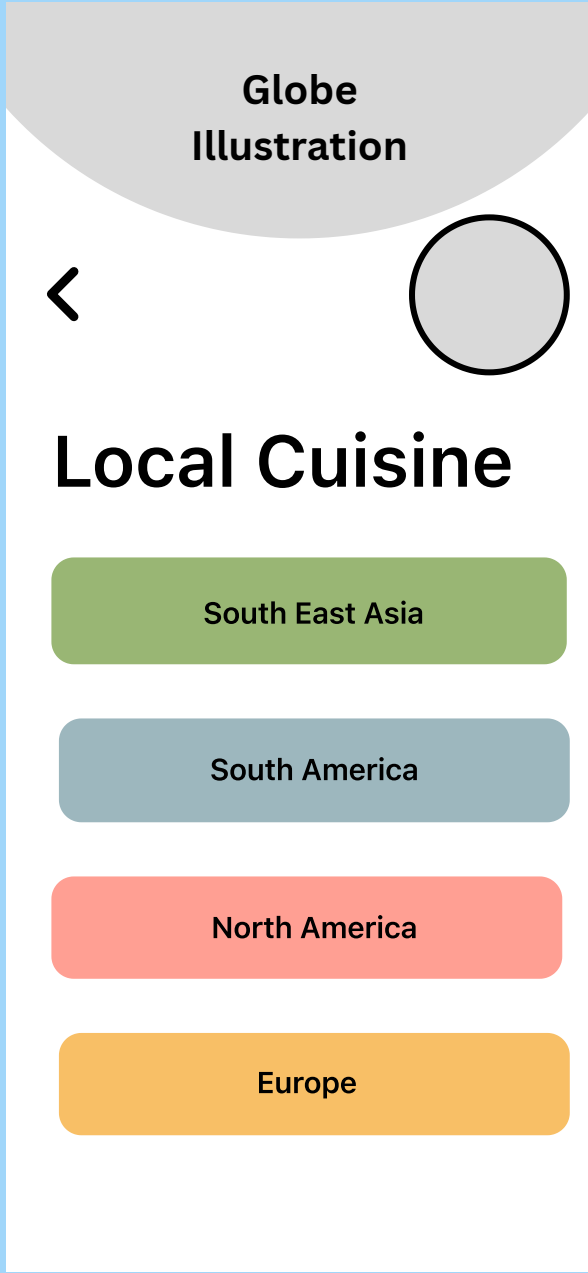 Globe
Illustration
Local Cuisine
South East Asia
South America
North America
Europe